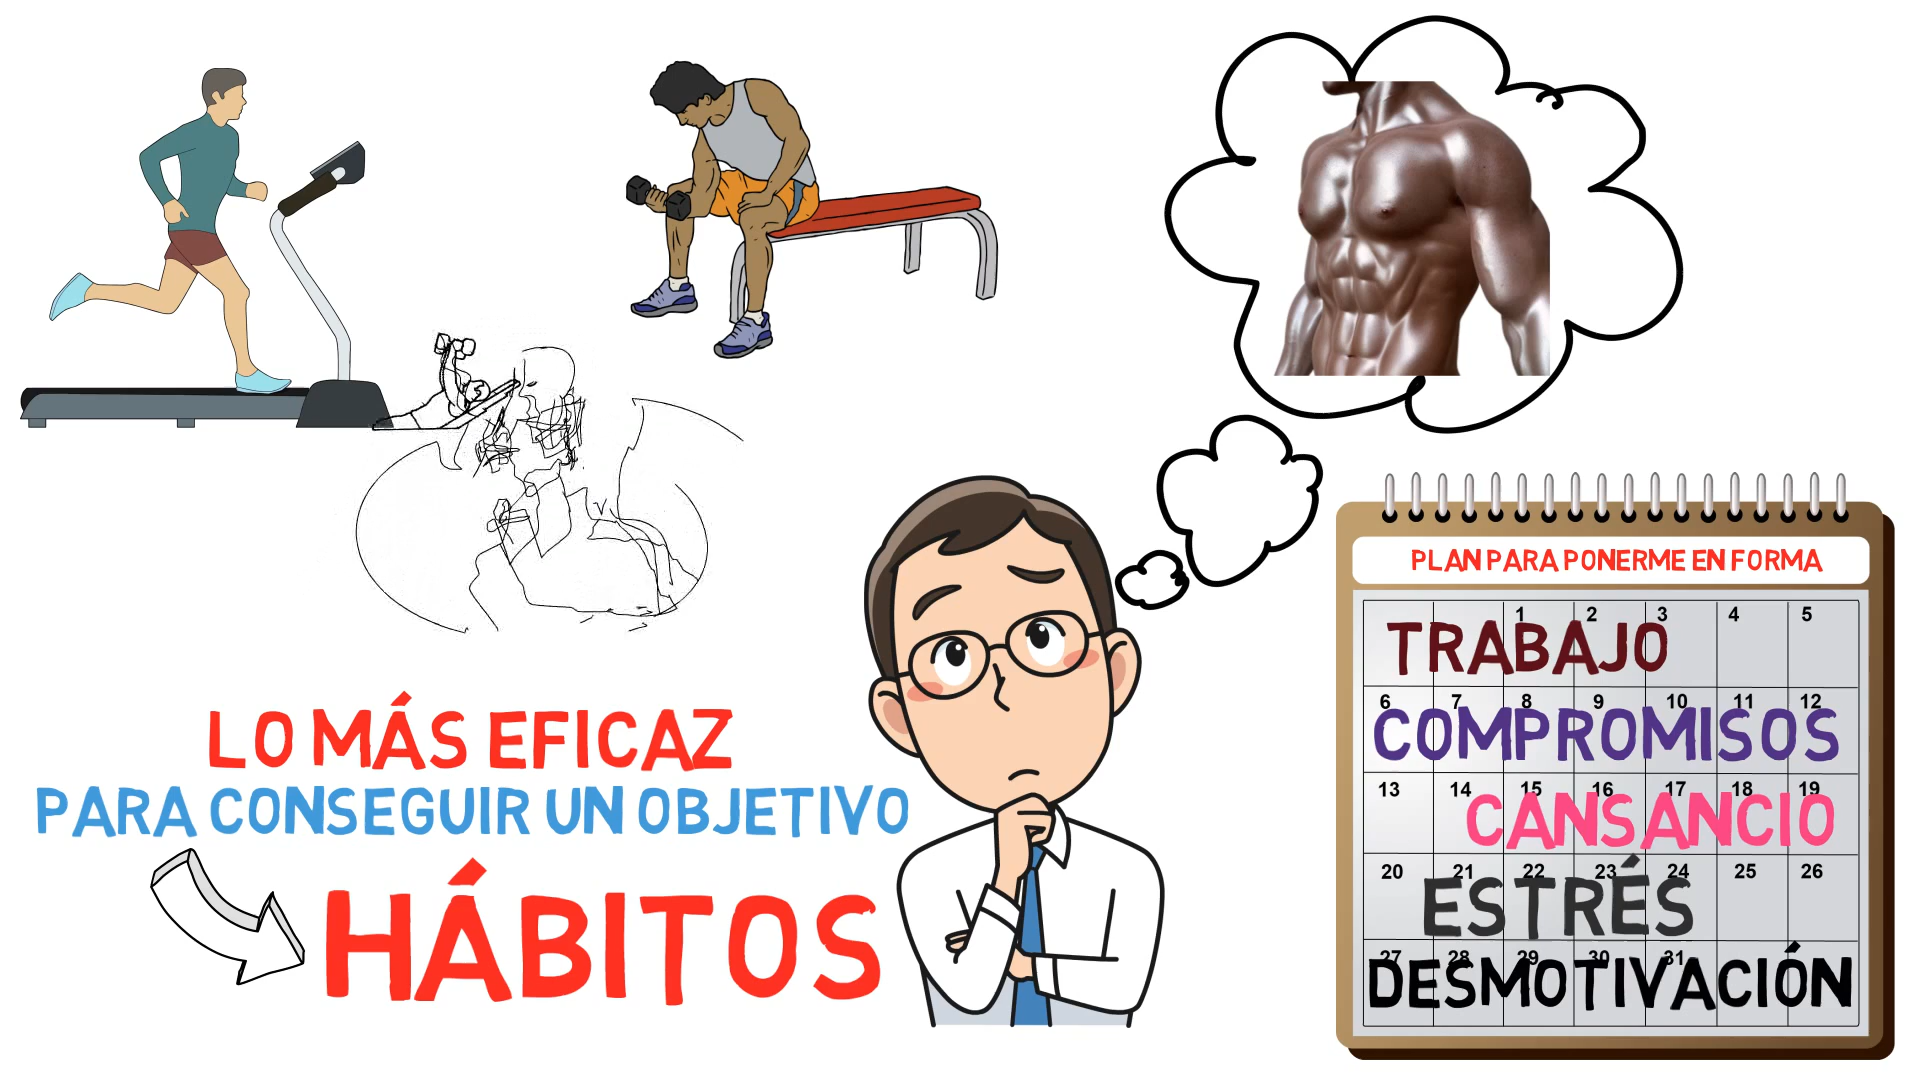 LO MÁS EFICAZ
PARA CONSEGUIR UN OBJETIVO
HÁBITOS
PLAN PARA PONERME EN FORMA
1 2 3 4 5
TRABAJO
6 7 8 9 10 11 12
COMPROMISOS
13 14 15 16 17 18 19
CANSANCIO
20 21 22 23 24 25 26
ESTRÉS
27 28 29 30 31
DESMOTIVACIÓN